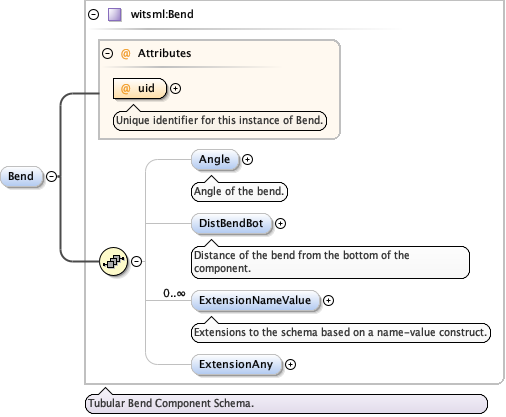 witsml:Bend
@ Attributes
@ uid
Unique identifier for this instance of Bend.
Bend
Angle
Angle of the bend.
DistBendBot
Distance of the bend from the bottom of the
component.
0..∞
ExtensionNameValue
Extensions to the schema based on a name-value construct.
ExtensionAny
Tubular Bend Component Schema.